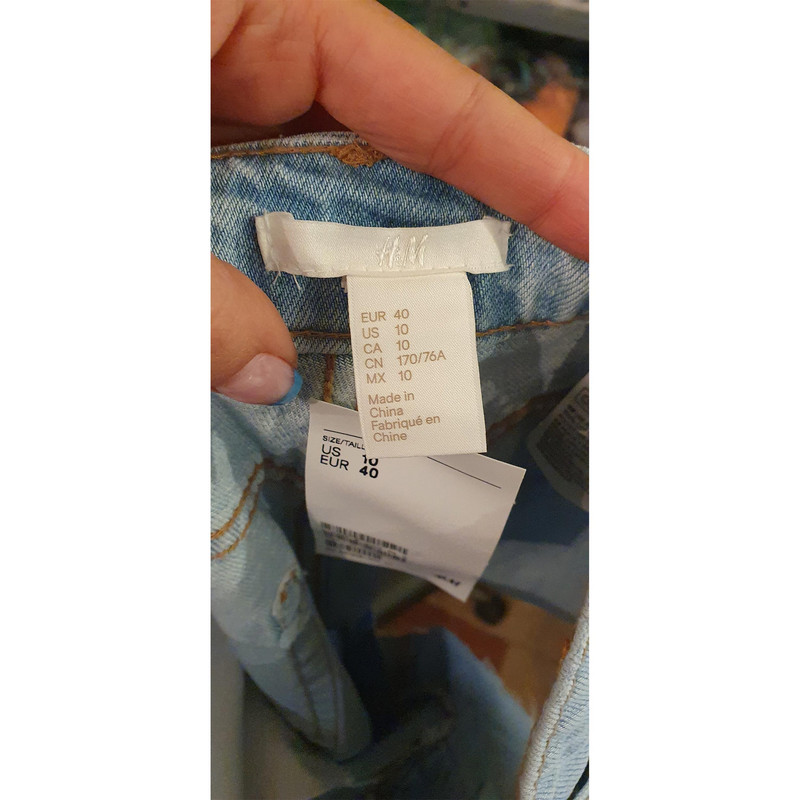 H&M
EUR 40
US 10
CA 10
CN 170/76A
MX 10
Made in
China
Fabriqué en
Chine
SIZE/TAILL
US 10
EUR 40